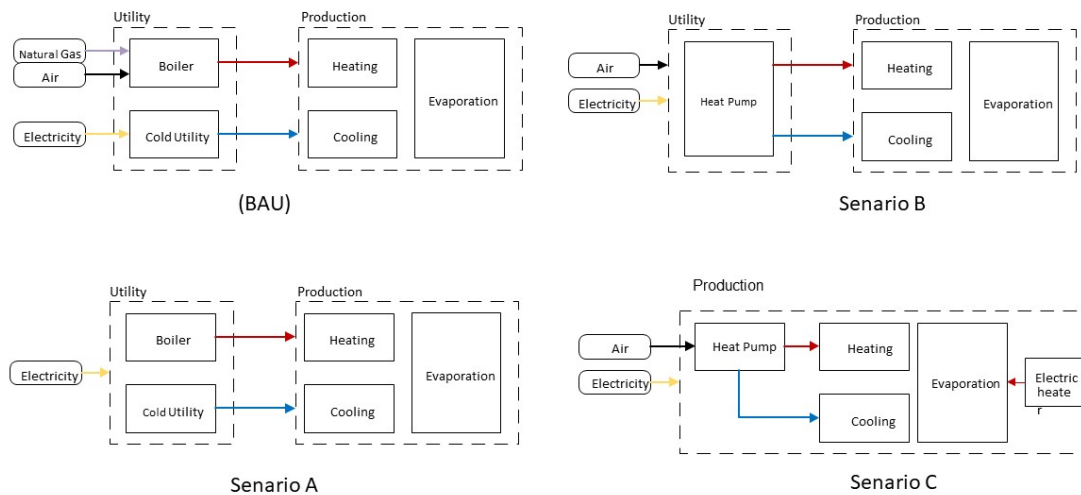 Utility
Production
Natural Gas
Air
Boiler
Heating
Evaporation
Electricity
Cold Utility
Cooling
(BAU)
Utility
Production
Air
Electricity
Heat Pump
Heating
Evaporation
Cooling
Senario B
Utility
Production
Electricity
Boiler
Heating
Evaporation
Cold Utility
Cooling
Senario A
Production
Air
Electricity
Heat Pump
Heating
Evaporation
Electric
heate
r
Cooling
Senario C